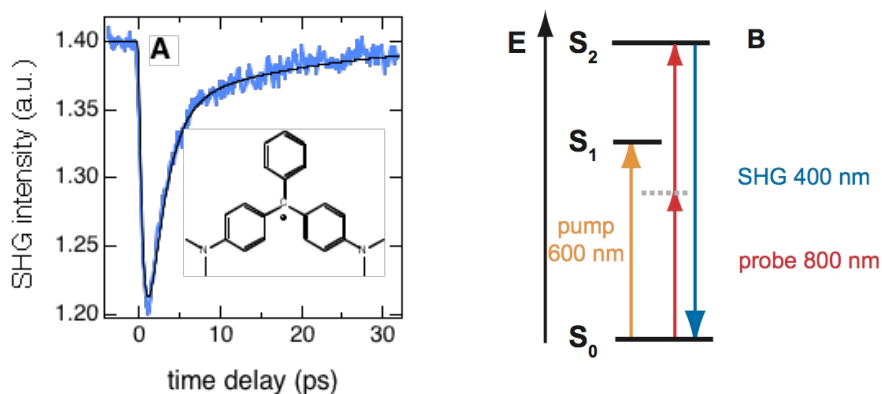 A
SHG intensity (a.u.)
1.40
1.35
1.30
1.25
1.20
0
10
20
30
time delay (ps)
C
N
N
B
E
S2
S1
S0
pump
600 nm
SHG 400 nm
probe 800 nm